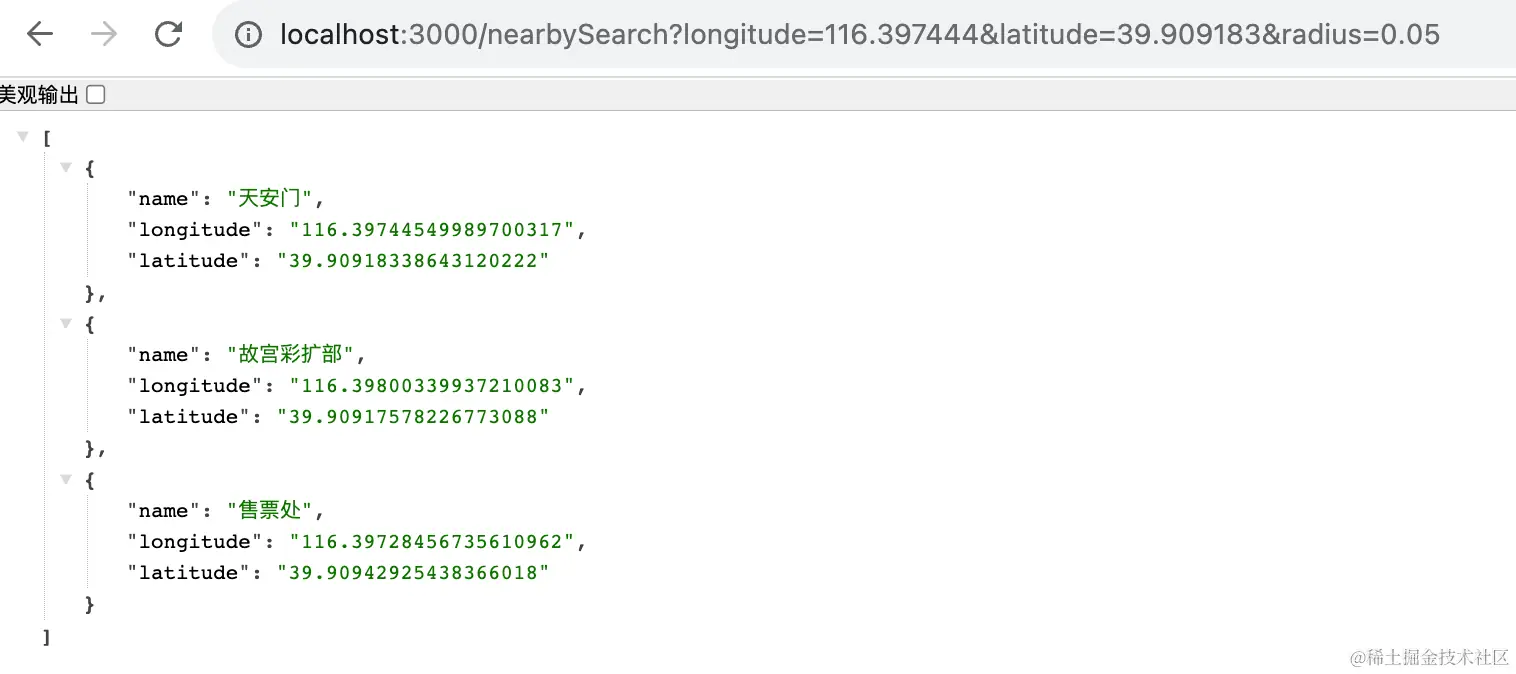 localhost:3000/nearbySearch?longitude=116.397444&latitude=39.909183&radius=0.05
美观输出
[
{
"name": "天安门",
"longitude": "116.39744549989700317",
"latitude": "39.90918338643120222"
},
{
"name": "故宫彩扩部",
"longitude": "116.39800339937210083",
"latitude": "39.90917578226773088"
},
{
"name": "售票处",
"longitude": "116.39728456735610962",
"latitude": "39.90942925438366018"
}
]
@稀土掘金技术社区